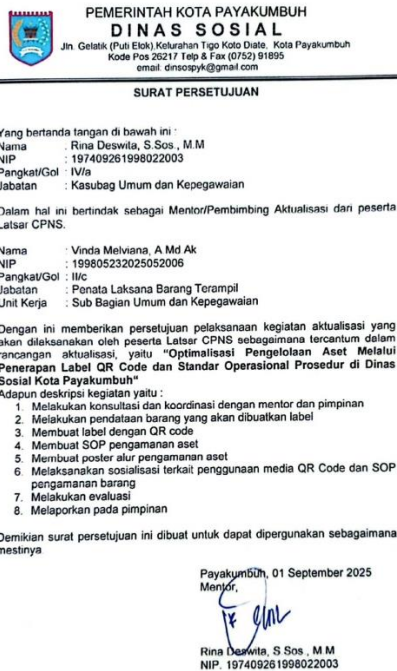 PEMERINTAH KOTA PAYAKUMBUH
DINAS SOSIAL
Jln. Gelatik (Puti Elok),Kelurahan Tigo Koto Diate, Kota Payakumbuh
Kode Pos 26217 Telp & Fax (0752) 91895
email: dinsospyk@gmail.com
SURAT PERSETUJUAN
Yang bertanda tangan di bawah ini :
Nama : Rina Deswita, S.Sos., M.M
NIP : 197409261998022003
Pangkat/Gol : IV/a
Jabatan : Kasubag Umum dan Kepegawaian
Dalam hal ini bertindak sebagai Mentor/Pembimbing Aktualisasi dari peserta
Latsar CPNS.
Nama : Vinda Melviana, A Md Ak
NIP : 199805232025052006
Pangkat/Gol : II/c
Jabatan : Penata Laksana Barang Terampil
Unit Kerja : Sub Bagian Umum dan Kepegawaian
Dengan ini memberikan persetujuan pelaksanaan kegiatan aktualisasi yang
akan dilaksanakan oleh peserta Latsar CPNS sebagaimana tercantum dalam
rancangan aktualisasi, yaitu "Optimalisasi Pengelolaan Aset Melalui
Penerapan Label QR Code dan Standar Operasional Prosedur di Dinas
Sosial Kota Payakumbuh"
Adapun deskripsi kegiatan yaitu :
1. Melakukan konsultasi dan koordinasi dengan mentor dan pimpinan
2. Melakukan pendataan barang yang akan dibuatkan label
3. Membuat label dengan QR code
4. Membuat SOP pengamanan aset
5. Membuat poster alur pengamanan aset
6. Melaksanakan sosialisasi terkait penggunaan media QR Code dan SOP
pengamanan barang
7. Melakukan evaluasi
8. Melaporkan pada pimpinan
Demikian surat persetujuan ini dibuat untuk dapat dipergunakan sebagaimana
mestinya
Payakumbuh, 01 September 2025
Mentor,
Rina Deswita, S Sos., M M
NIP. 197409261998022003